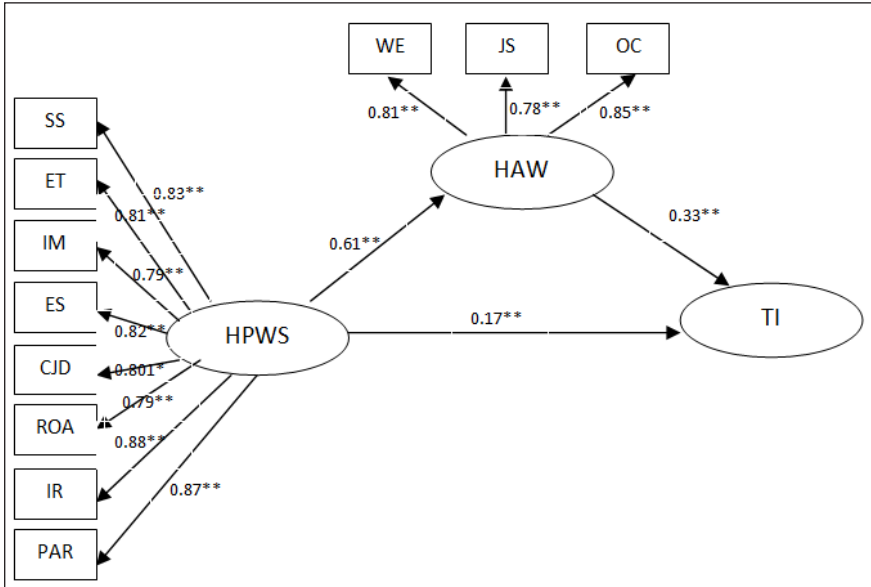 WE
JS
OC
0.81**
0.78**
0.85**
HAW
SS
ET
IM
ES
CJD
ROA
IR
PAR
0.83**
0.81**
0.79**
0.82**
0.801*
0.79**
0.88**
0.87**
HPWS
0.61**
0.33**
0.17**
TI